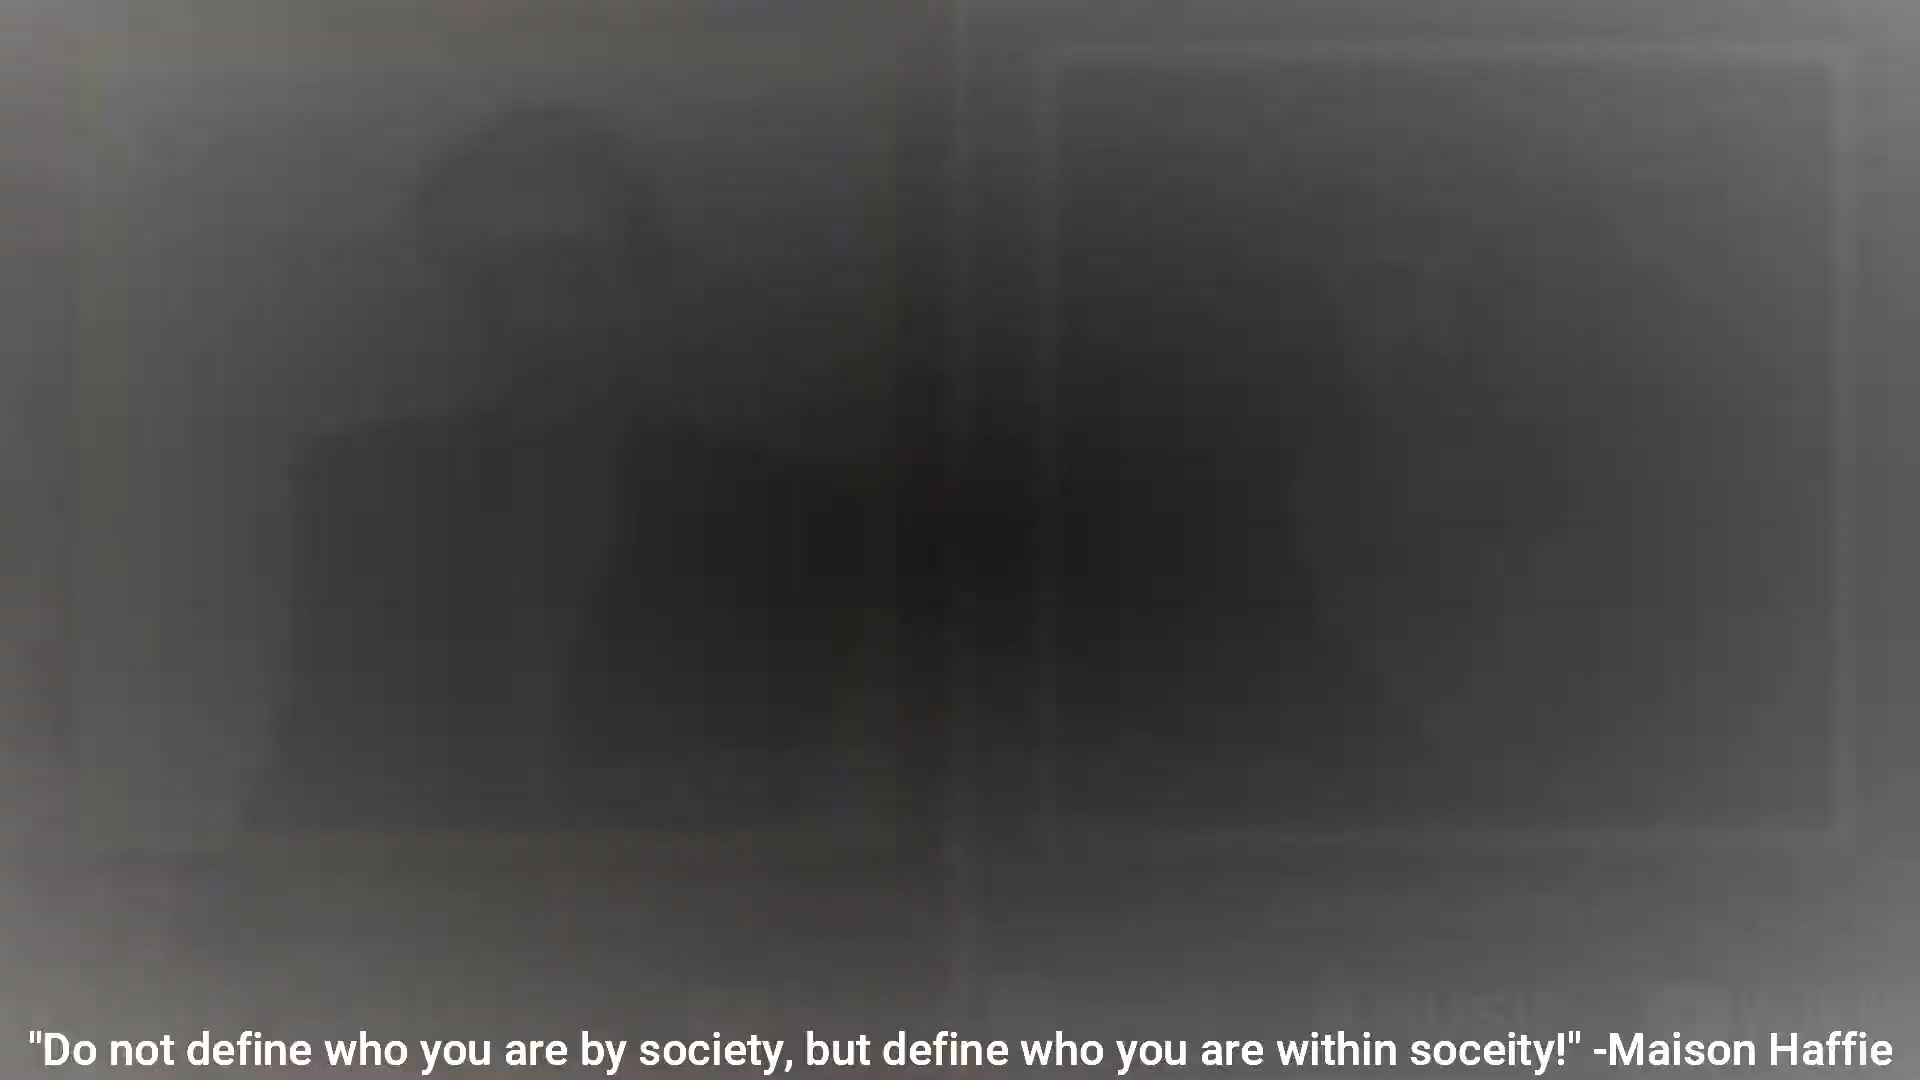 "Do not define who you are by society, but define who you are within soceity!" -Maison Haffie